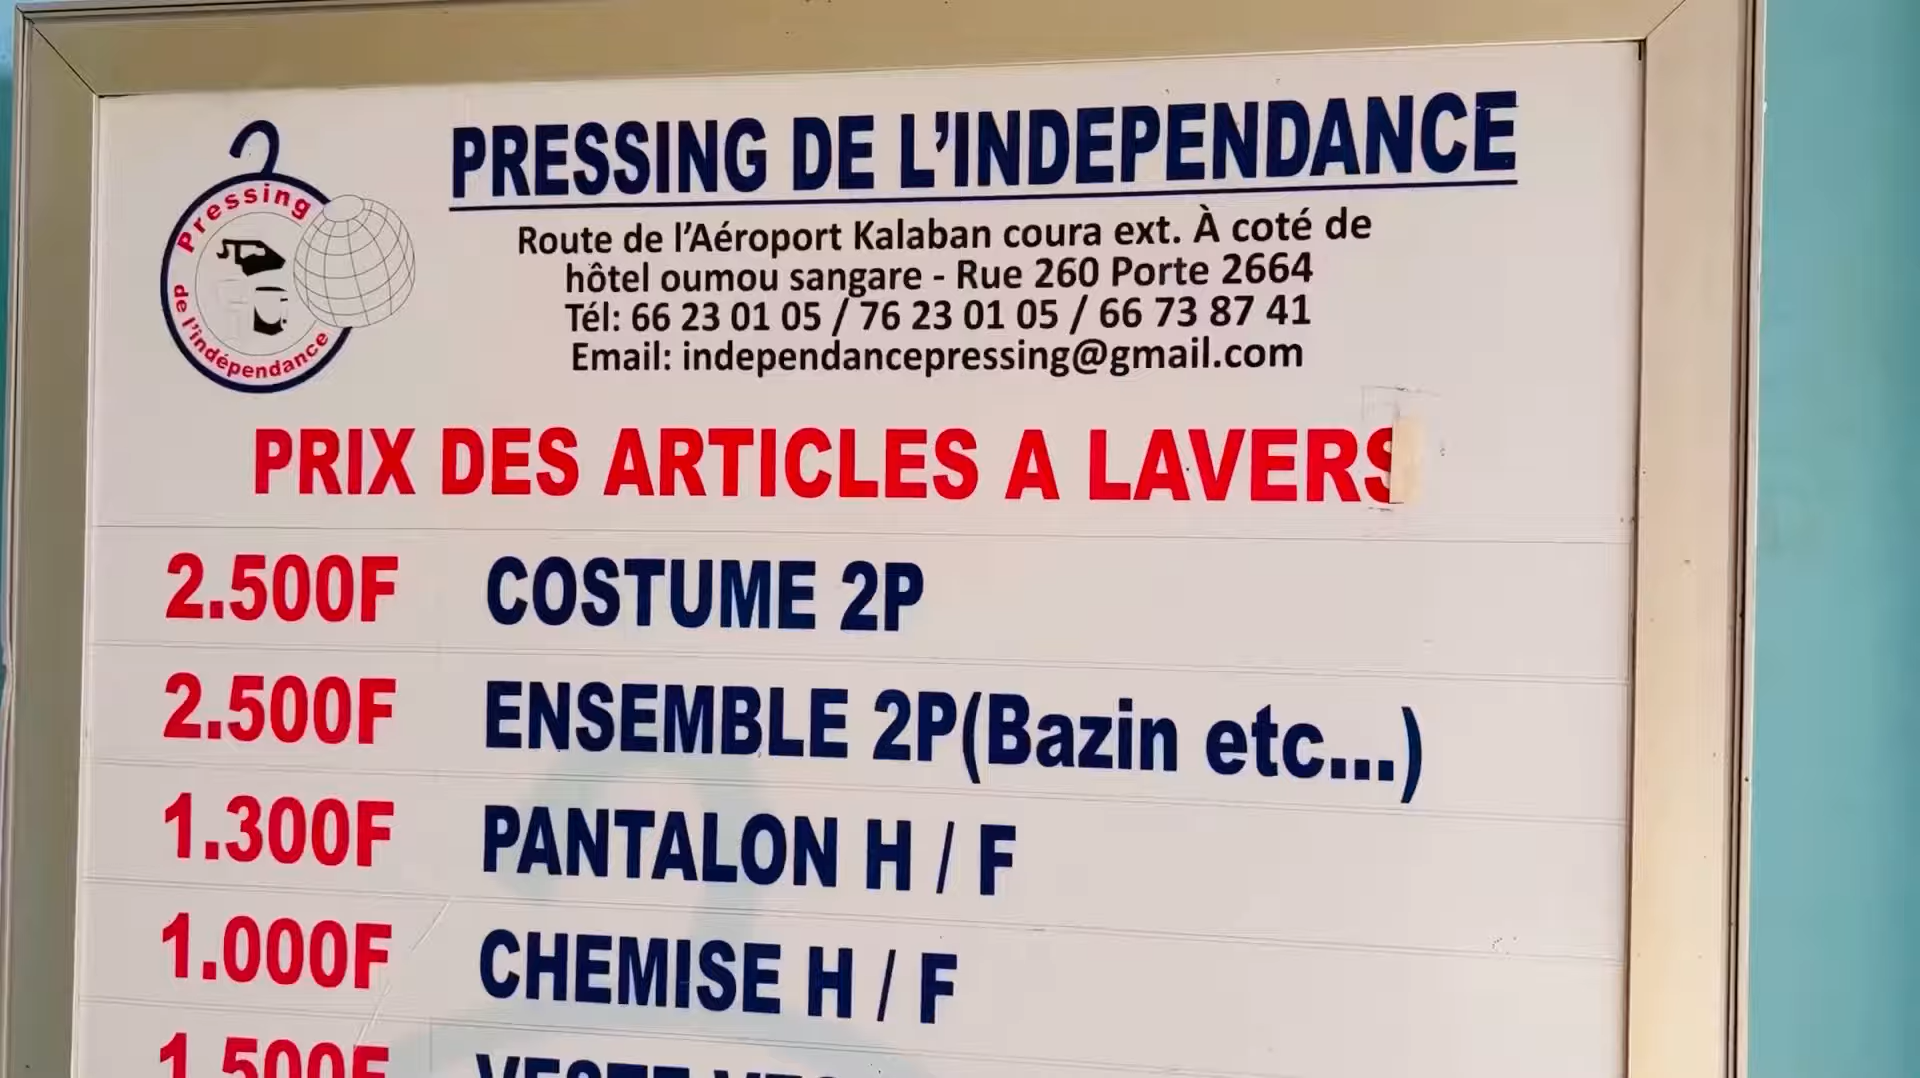 PRESSING DE L'INDEPENDANCE
Pressing
de l'indépendance
Route de l'Aéroport Kalaban coura ext. À coté de
hôtel oumou sangare - Rue 260 Porte 2664
Tél: 66 23 01 05 / 76 23 01 05 / 66 73 87 41
Email: independancepressing@gmail.com
PRIX DES ARTICLES A LAVERS
2.500F COSTUME 2P
2.500F ENSEMBLE 2P(Bazin etc...)
1.300F PANTALON H / F
1.000F CHEMISE H / F
1.500F VESTE